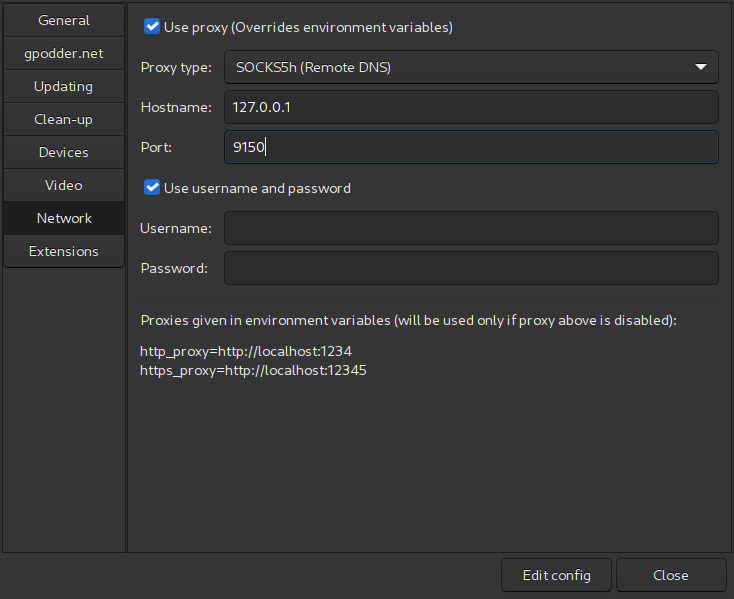 General
gpodder.net
Updating
Clean-up
Devices
Video
Network
Extensions
Use proxy (Overrides environment variables)
Proxy type: SOCKS5h (Remote DNS)
Hostname: 127.0.0.1
Port: 9150
Use username and password
Username:
Password:
Proxies given in environment variables (will be used only if proxy above is disabled):
http_proxy=http://localhost:1234
https_proxy=http://localhost:12345
Edit config Close